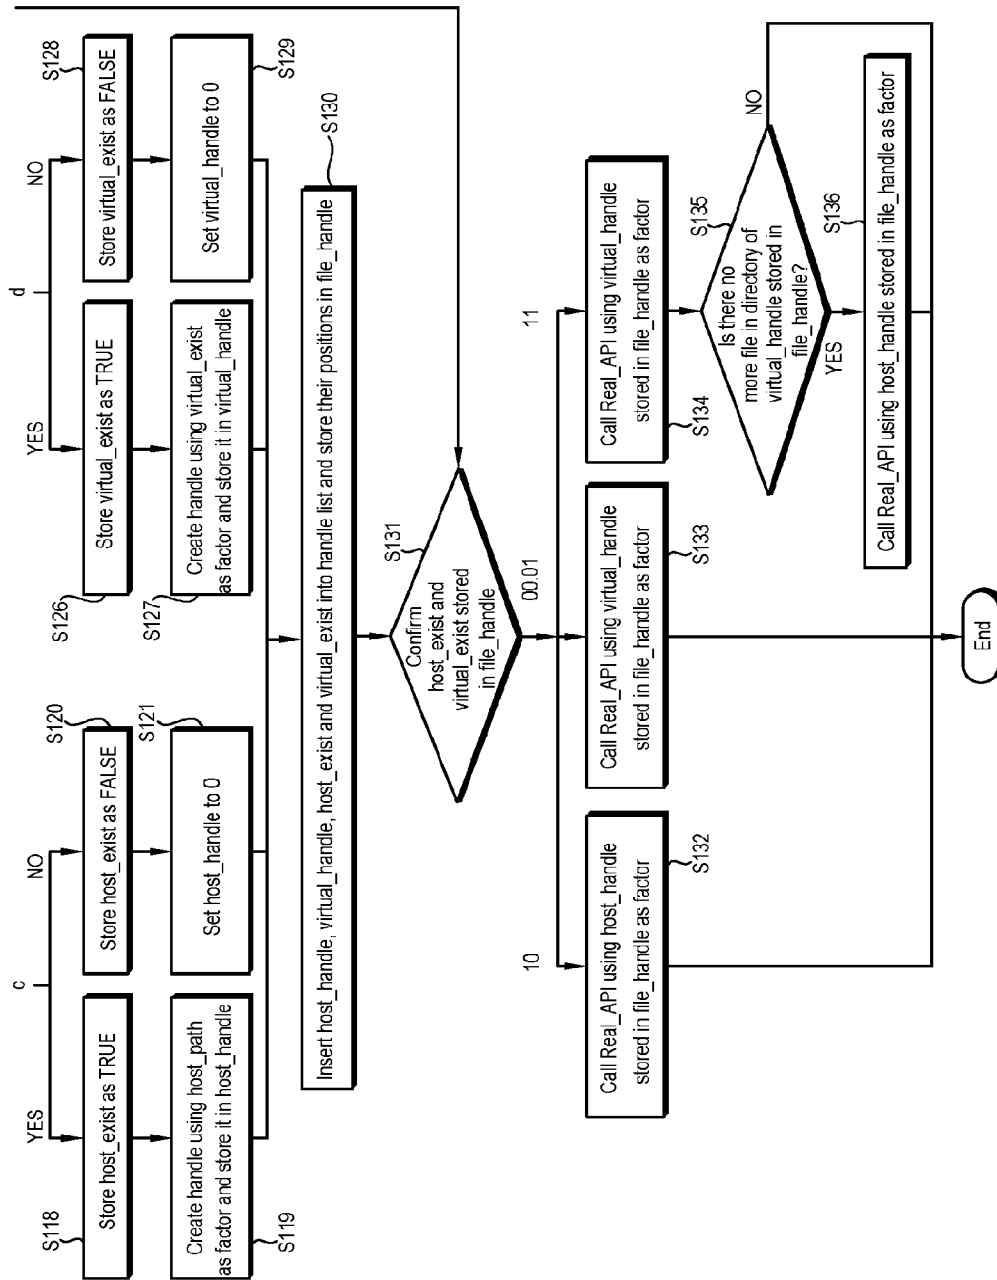 c
YES
NO
S118
Store host_exist as TRUE
S120
Store host_exist as FALSE
S119
Create handle using host_path
as factor and store it in host_handle
S121
Set host_handle to 0
d
YES
NO
S126
Store virtual_exist as TRUE
S128
Store virtual_exist as FALSE
S127
Create handle using virtual_exist
as factor and store it in virtual_handle
S129
Set virtual_handle to 0
S130
Insert host_handle, virtual_handle, host_exist and virtual_exist into handle list and store their positions in file_handle
S131
Confirm
host_exist and
virtual_exist stored
in file_handle
10
00.01
11
Call Real_API using host_handle
stored in file_handle as factor
S132
Call Real_API using virtual_handle
stored in file_handle as factor
S133
Call Real_API using virtual_handle
stored in file_handle as factor
S134
S135
Is there no
more file in directory of
virtual_handle stored in
file_handle?
NO
YES
S136
Call Real_API using host_handle stored in file_handle as factor
End